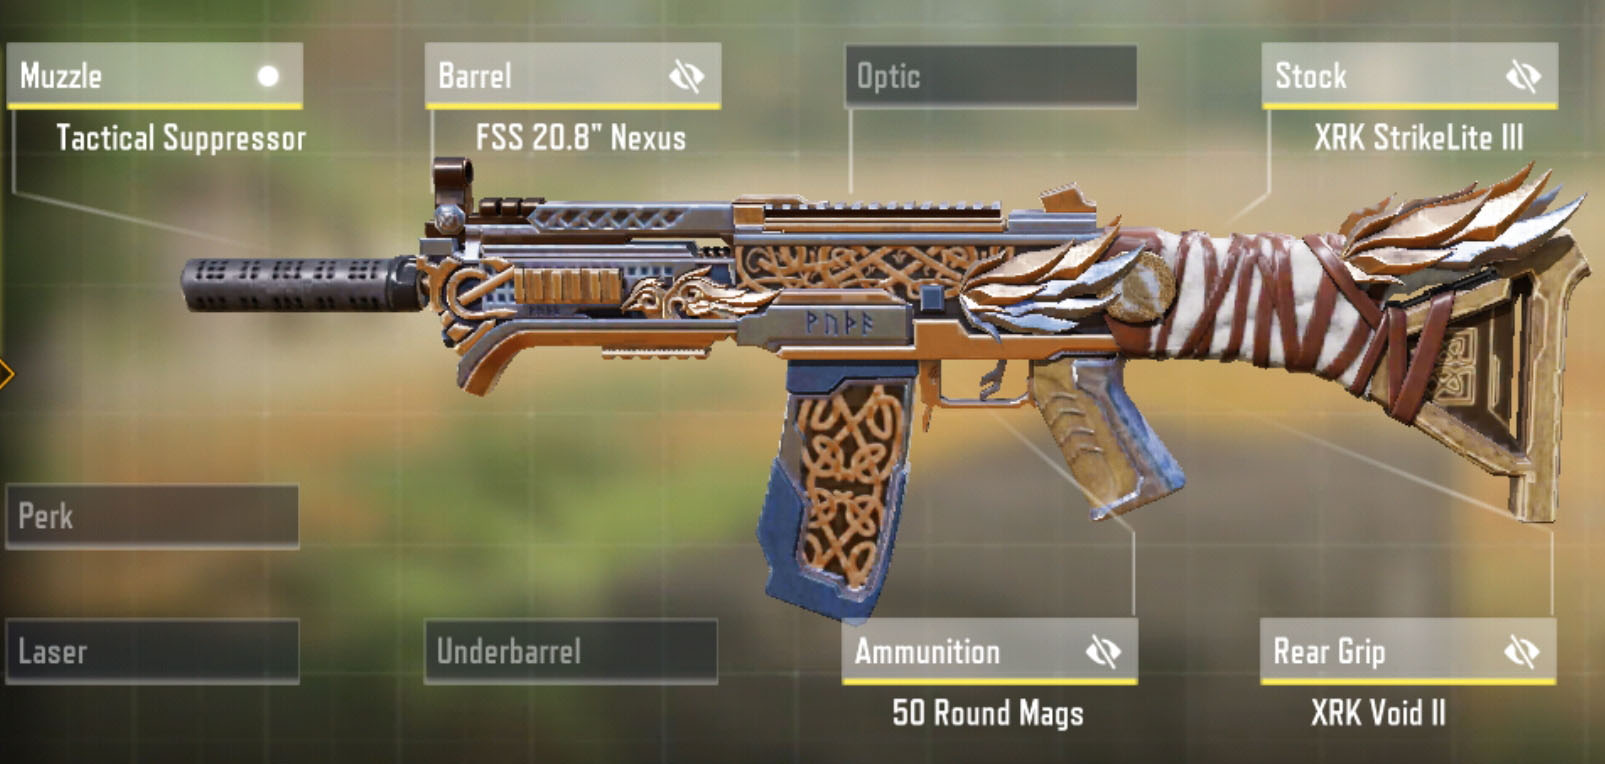 Muzzle
Barrel
Optic
Stock
Tactical Suppressor
FSS 20.8" Nexus
XRK StrikeLite III
ᚹᚢᚦᚨ
Perk
Laser
Underbarrel
Ammunition
Rear Grip
50 Round Mags
XRK Void II